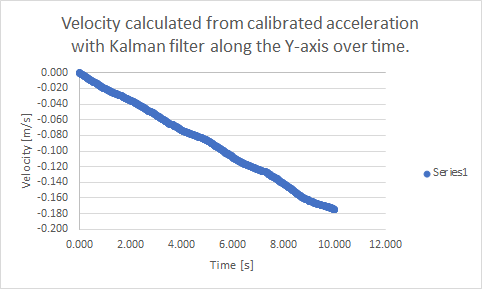 Velocity calculated from calibrated acceleration
with Kalman filter along the Y-axis over time.
0.000
-0.020
-0.040
-0.060
-0.080
-0.100
-0.120
-0.140
-0.160
-0.180
-0.200
Velocity [m/s]
0.000 2.000 4.000 6.000 8.000 10.000 12.000
Time [s]
Series1